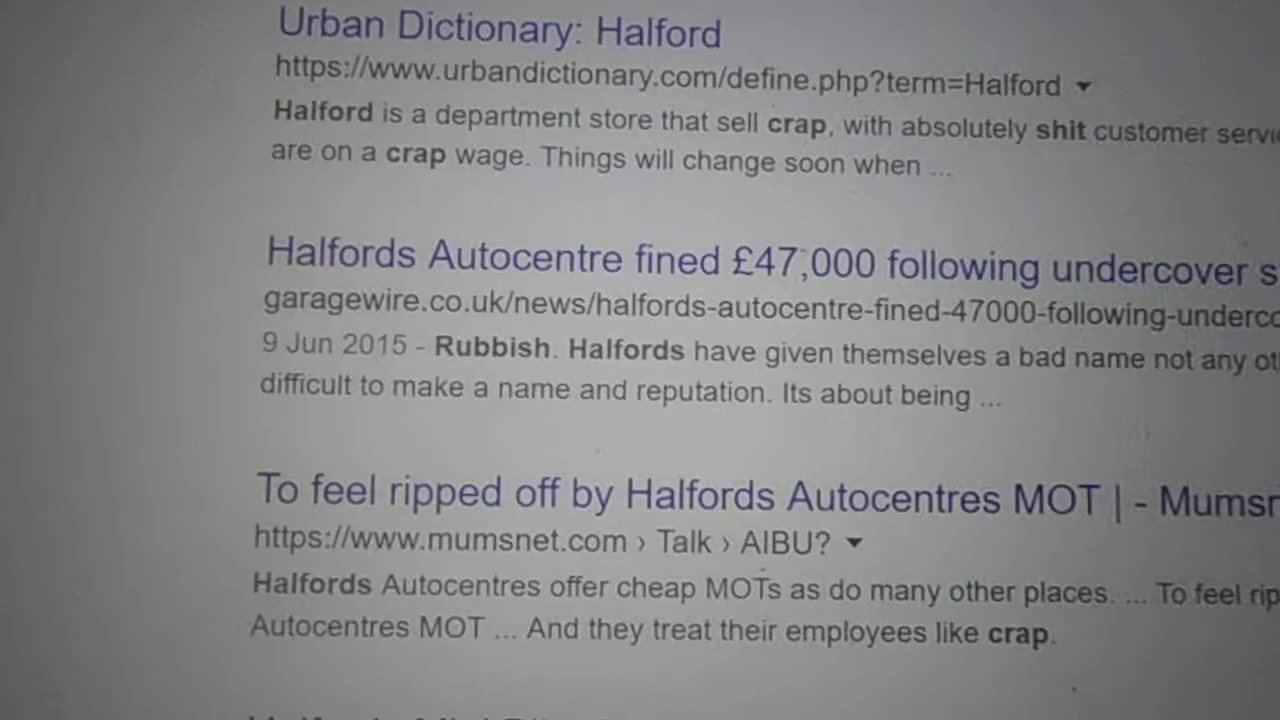 Urban Dictionary: Halford
https://www.urbandictionary.com/define.php?term=Halford
Halford is a department store that sell crap, with absolutely shit customer
are on a crap wage. Things will change soon when ...
Halfords Autocentre fined £47,000 following undercover
garagewire.co.uk/news/halfords-autocentre-fined-47000-following-underco
9 Jun 2015 - Rubbish. Halfords have given themselves a bad name not any
difficult to make a name and reputation. Its about being ...
To feel ripped off by Halfords Autocentres MOT | -
https://www.mumsnet.com › Talk › AIBU?
Halfords Autocentres offer cheap MOTs as do many other places. ... To feel
Autocentres MOT ... And they treat their employees like crap.